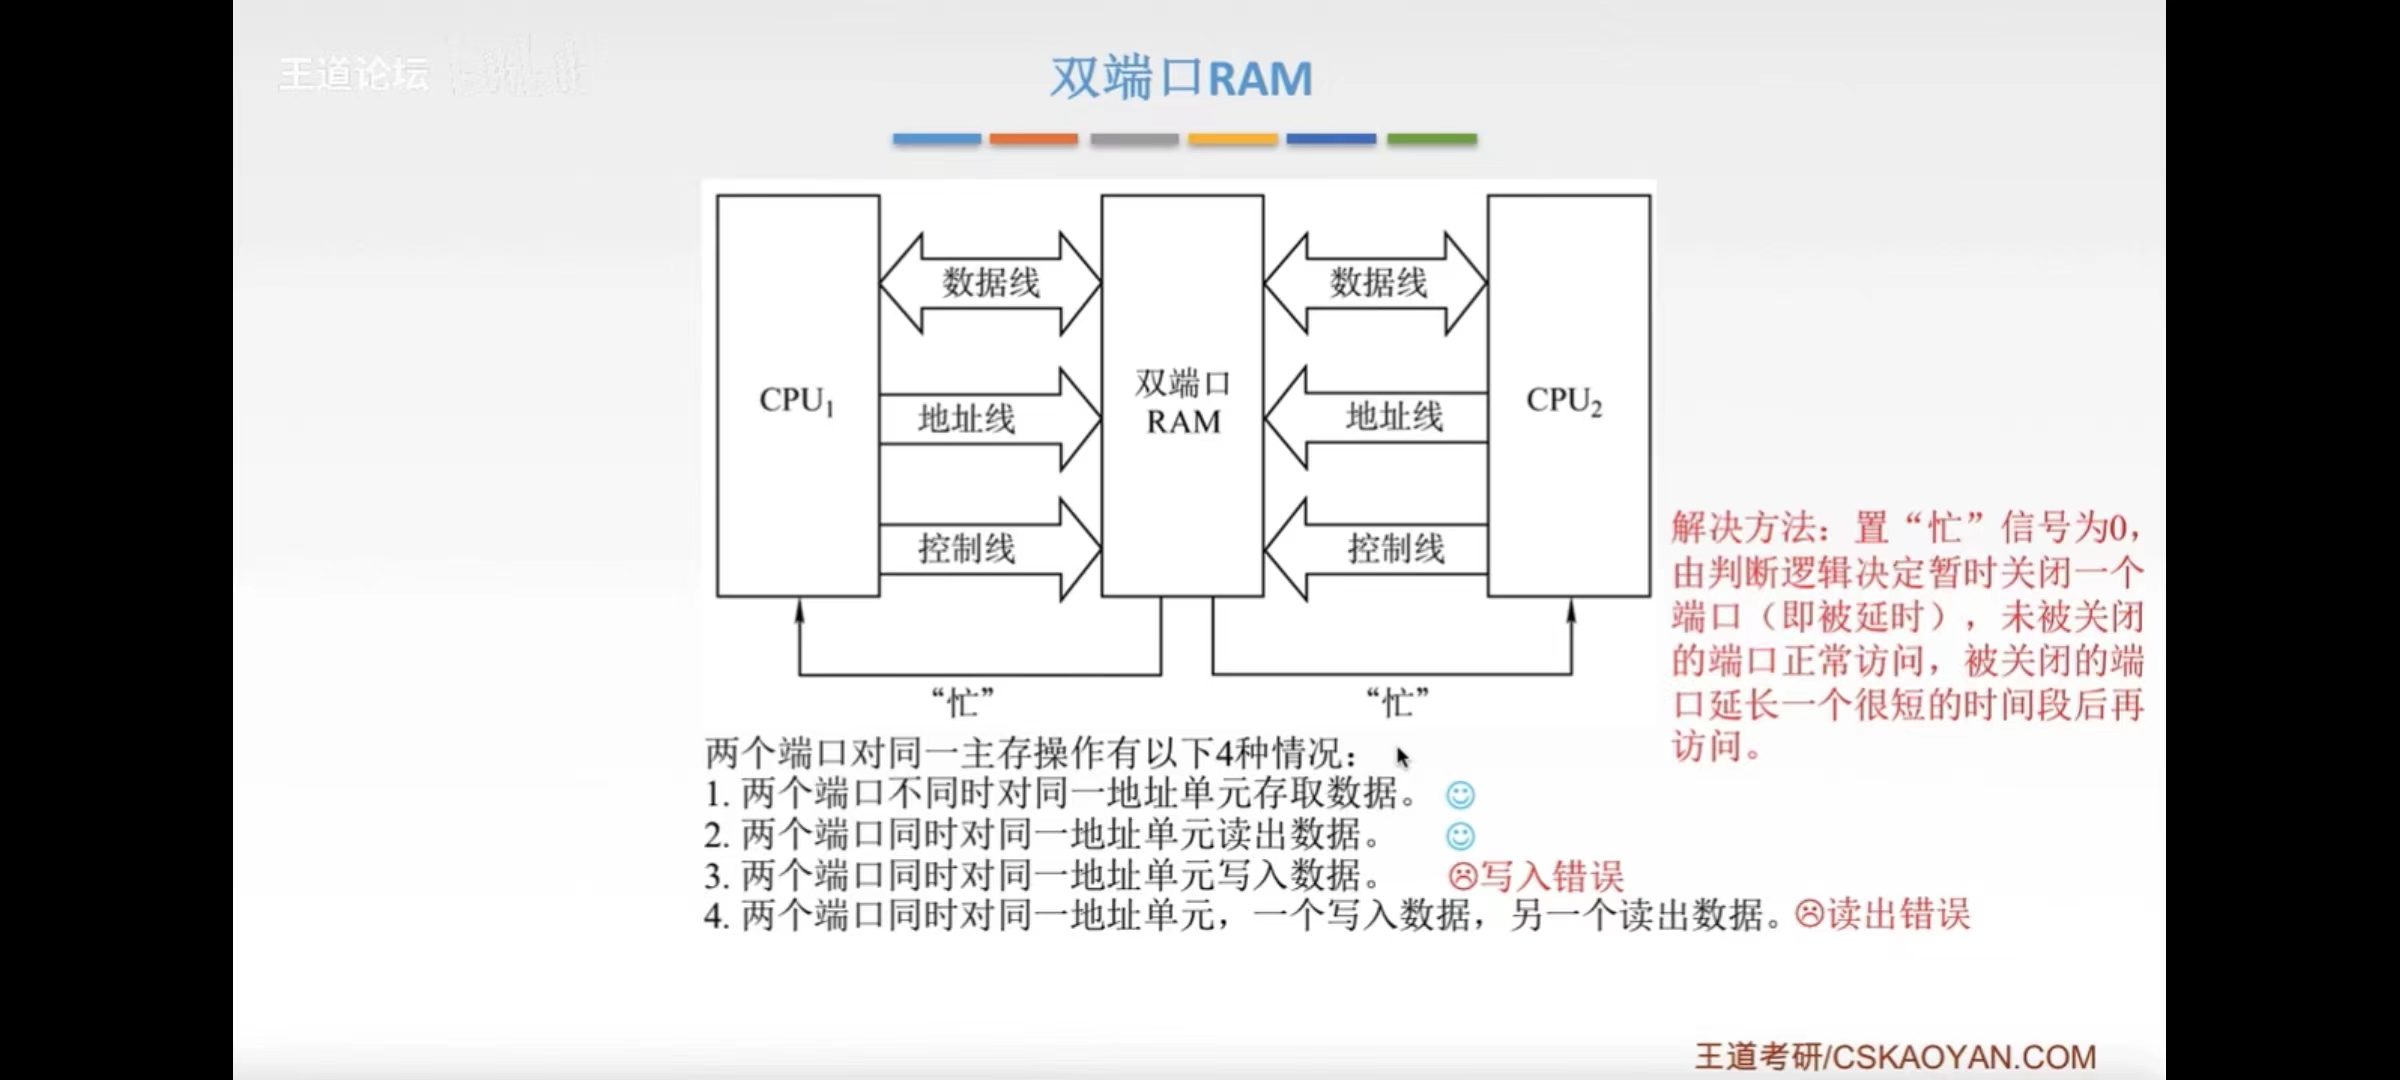 王道论坛
双端口RAM
数据线
数据线
CPU₁
双端口
RAM
CPU₂
地址线
地址线
控制线
控制线
“忙”
“忙”
解决方法：置“忙”信号为0，
由判断逻辑决定暂时关闭一个
端口（即被延时），未被关闭
的端口正常访问，被关闭的端
口延长一个很短的时间段后再
访问。
两个端口对同一主存操作有以下4种情况：
1. 两个端口不同时对同一地址单元存取数据。
2. 两个端口同时对同一地址单元读出数据。
3. 两个端口同时对同一地址单元写入数据。 写入错误
4. 两个端口同时对同一地址单元，一个写入数据，另一个读出数据。读出错误
王道考研/CSKAOYAN.COM